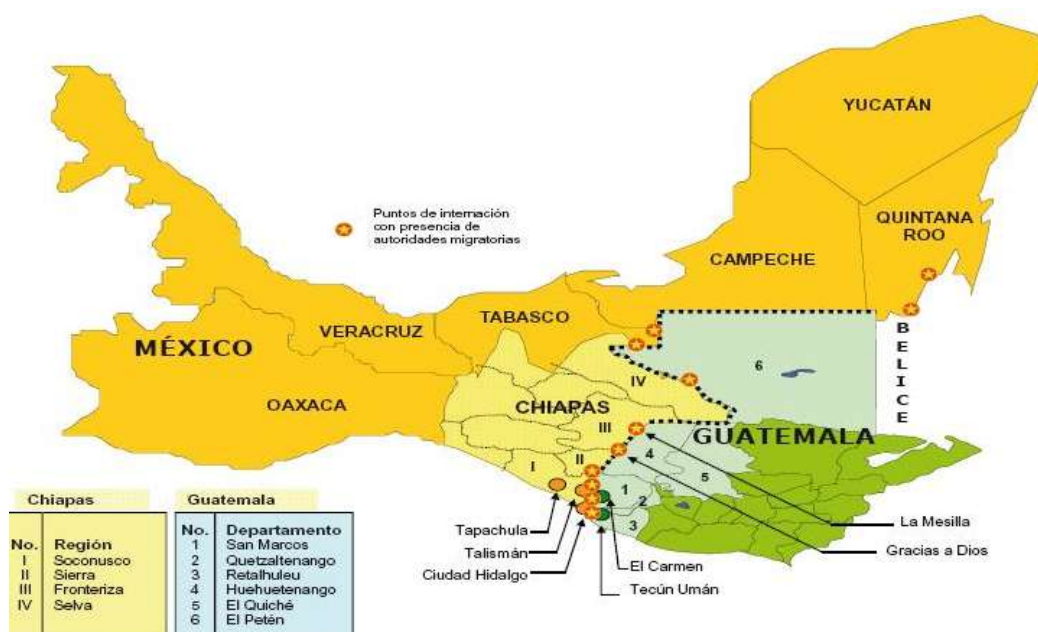 YUCATÁN
Puntos de internación
con presencia de
autoridades migratorias
QUINTANA
ROO
CAMPECHE
TABASCO
VERACRUZ
MÉXICO
BELICE
6
IV
OAXACA
CHIAPAS
III
GUATEMALA
4
II
I
5
1
2
3
Tapachula
Talismán
Ciudad Hidalgo
El Carmen
Tecún Umán
La Mesilla
Gracias a Dios
Chiapas
No. Región
I Soconusco
II Sierra
III Fronteriza
IV Selva
Guatemala
No. Departamento
1 San Marcos
2 Quetzaltenango
3 Retalhuleu
4 Huehuetenango
5 El Quiché
6 El Petén